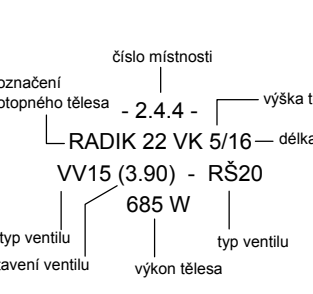 číslo místnosti
označení
otopného tělesa
- 2.4.4 -
výška t
RADIK 22 VK 5/16
délka
VV15 (3.90) - RŠ20
685 W
typ ventilu
typ ventilu
avení ventilu
výkon tělesa